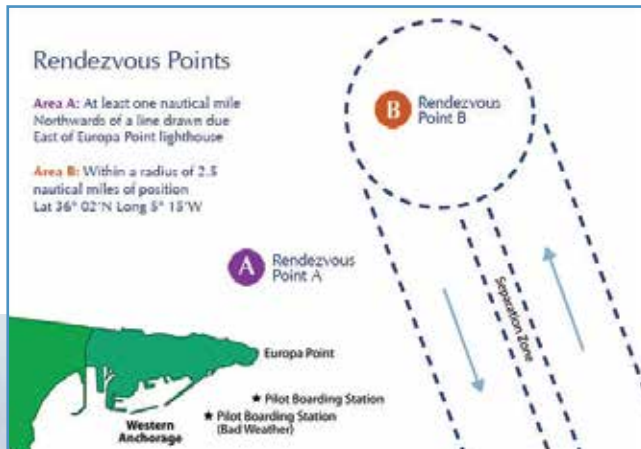 Rendezvous Points
Area A: At least one nautical mile
Northwards of a line drawn due
East of Europa Point lighthouse
Area B: Within a radius of 2.5
nautical miles of position
Lat 36° 02'N Long 5° 15'W
B
Rendezvous
Point B
A
Rendezvous
Point A
Separation Zone
Europa Point
Pilot Boarding Station
Pilot Boarding Station
(Bad Weather)
Western
Anchorage